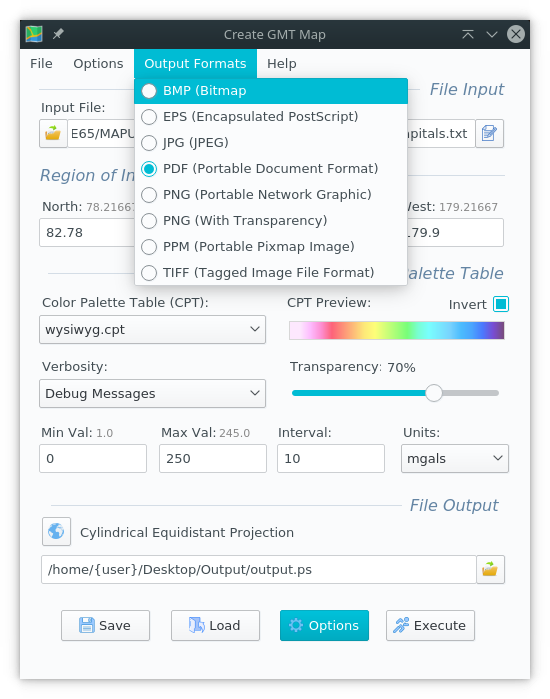 Create GMT Map
File Options Output Formats Help
File Input
BMP (Bitmap
EPS (Encapsulated PostScript)
JPG (JPEG)
PDF (Portable Document Format)
PNG (Portable Network Graphic)
PNG (With Transparency)
PPM (Portable Pixmap Image)
TIFF (Tagged Image File Format)
Input File:
E65/MAPU apitals.txt
Region of In
North: 78.21667 West: 179.21667
82.78 179.9
alette Table
Color Palette Table (CPT): CPT Preview: Invert
wysiwyg.cpt
Verbosity: Transparency: 70%
Debug Messages
Min Val: 1.0 Max Val: 245.0 Interval: Units:
0 250 10 mgals
File Output
Cylindrical Equidistant Projection
/home/{user}/Desktop/Output/output.ps
Save Load Options Execute